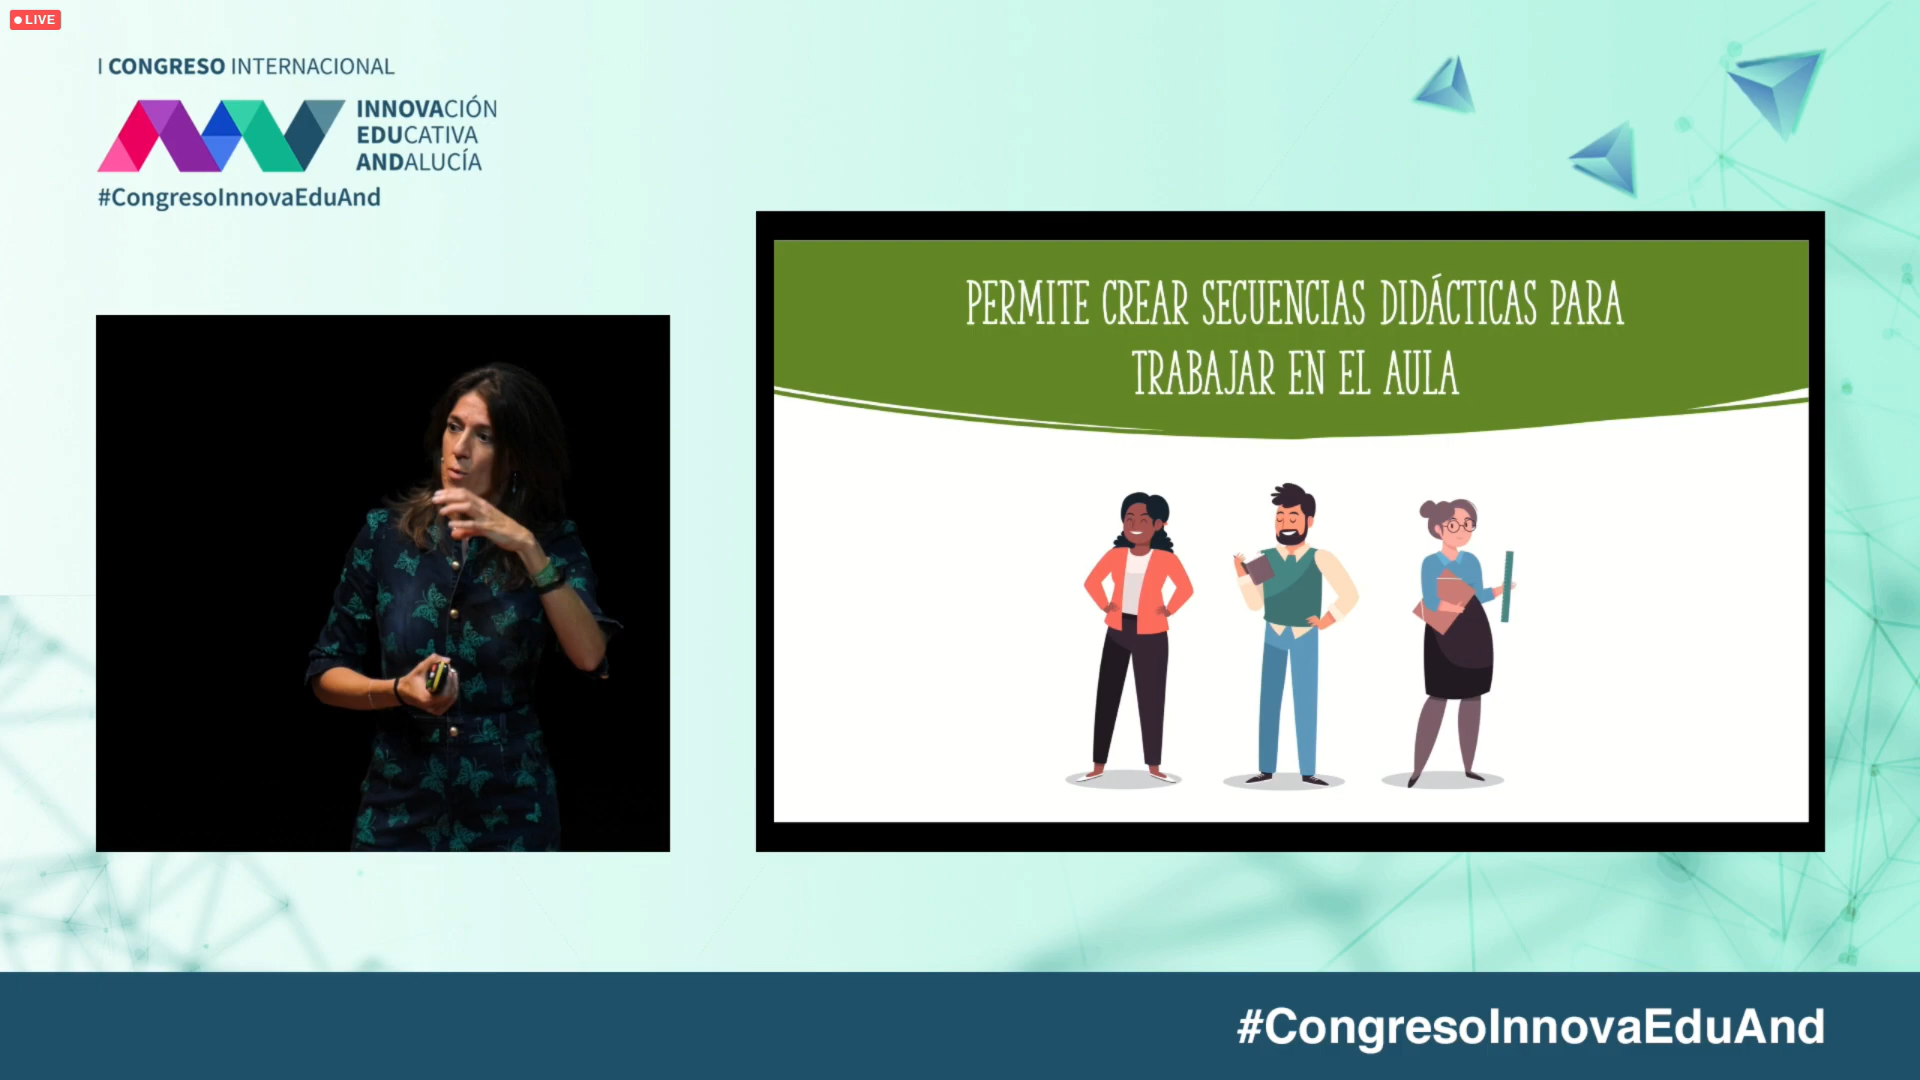 LIVE
I CONGRESO INTERNACIONAL
INNOVACIÓN
EDUCATIVA
ANDALUCÍA
#CongresoInnovaEduAnd
PERMITE CREAR SECUENCIAS DIDÁCTICAS PARA
TRABAJAR EN EL AULA
#CongresoInnovaEduAnd